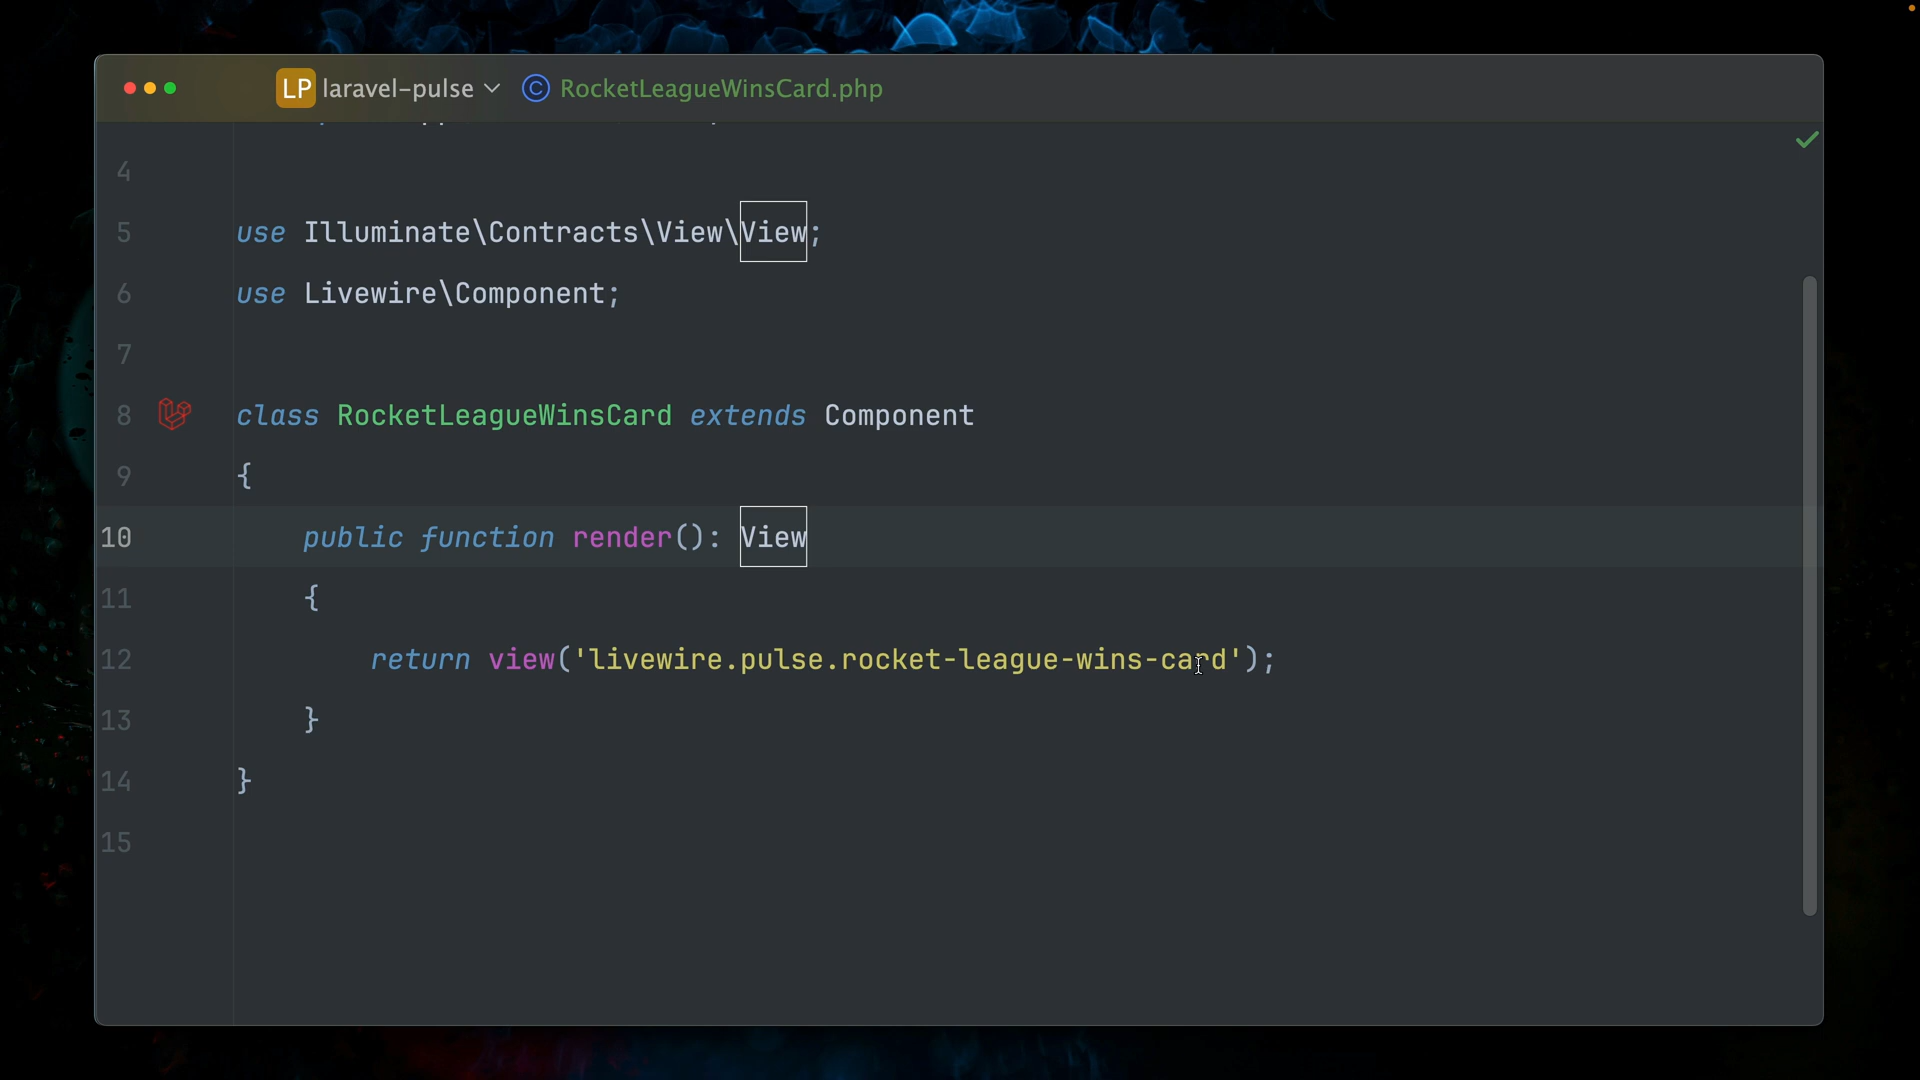 LP laravel-pulse RocketLeagueWinsCard.php
4
5 use Illuminate\Contracts\View\View;
6 use Livewire\Component;
7
8 class RocketLeagueWinsCard extends Component
9 {
10 public function render(): View
11 {
12 return view('livewire.pulse.rocket-league-wins-card');
13 }
14 }
15